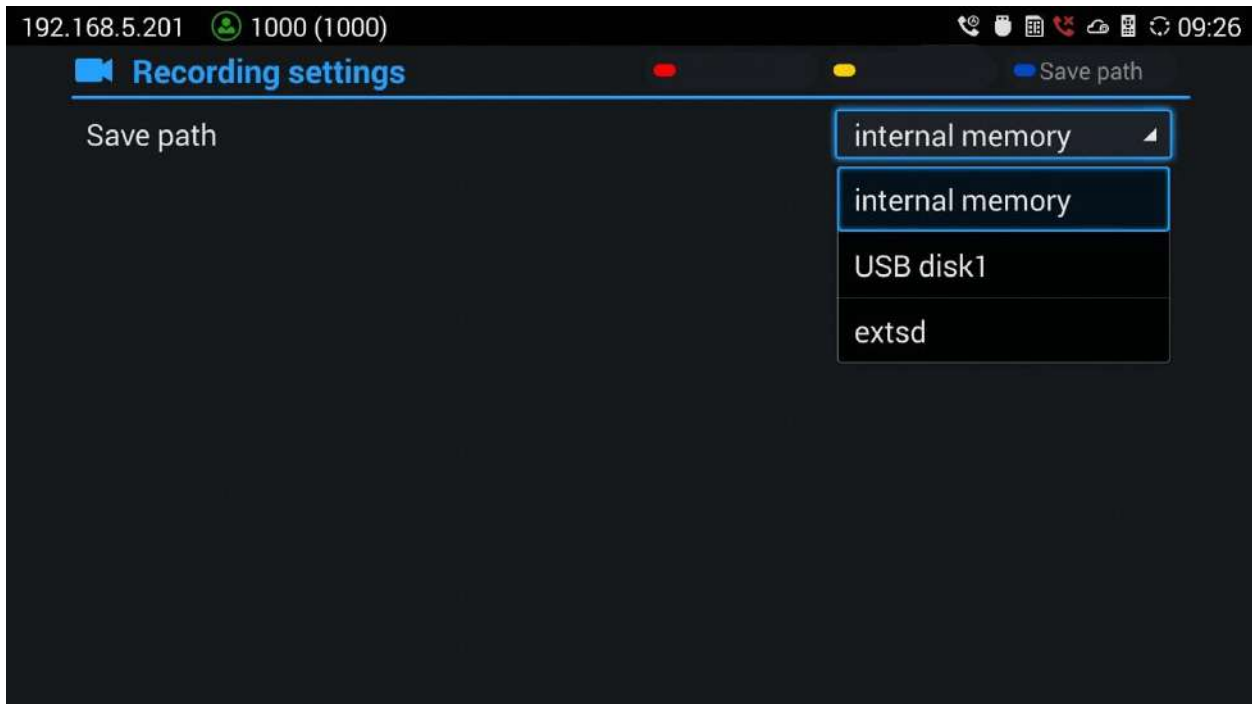 192.168.5.201 1000 (1000) 09:26
Recording settings Save path
Save path internal memory
internal memory
USB disk1
extsd